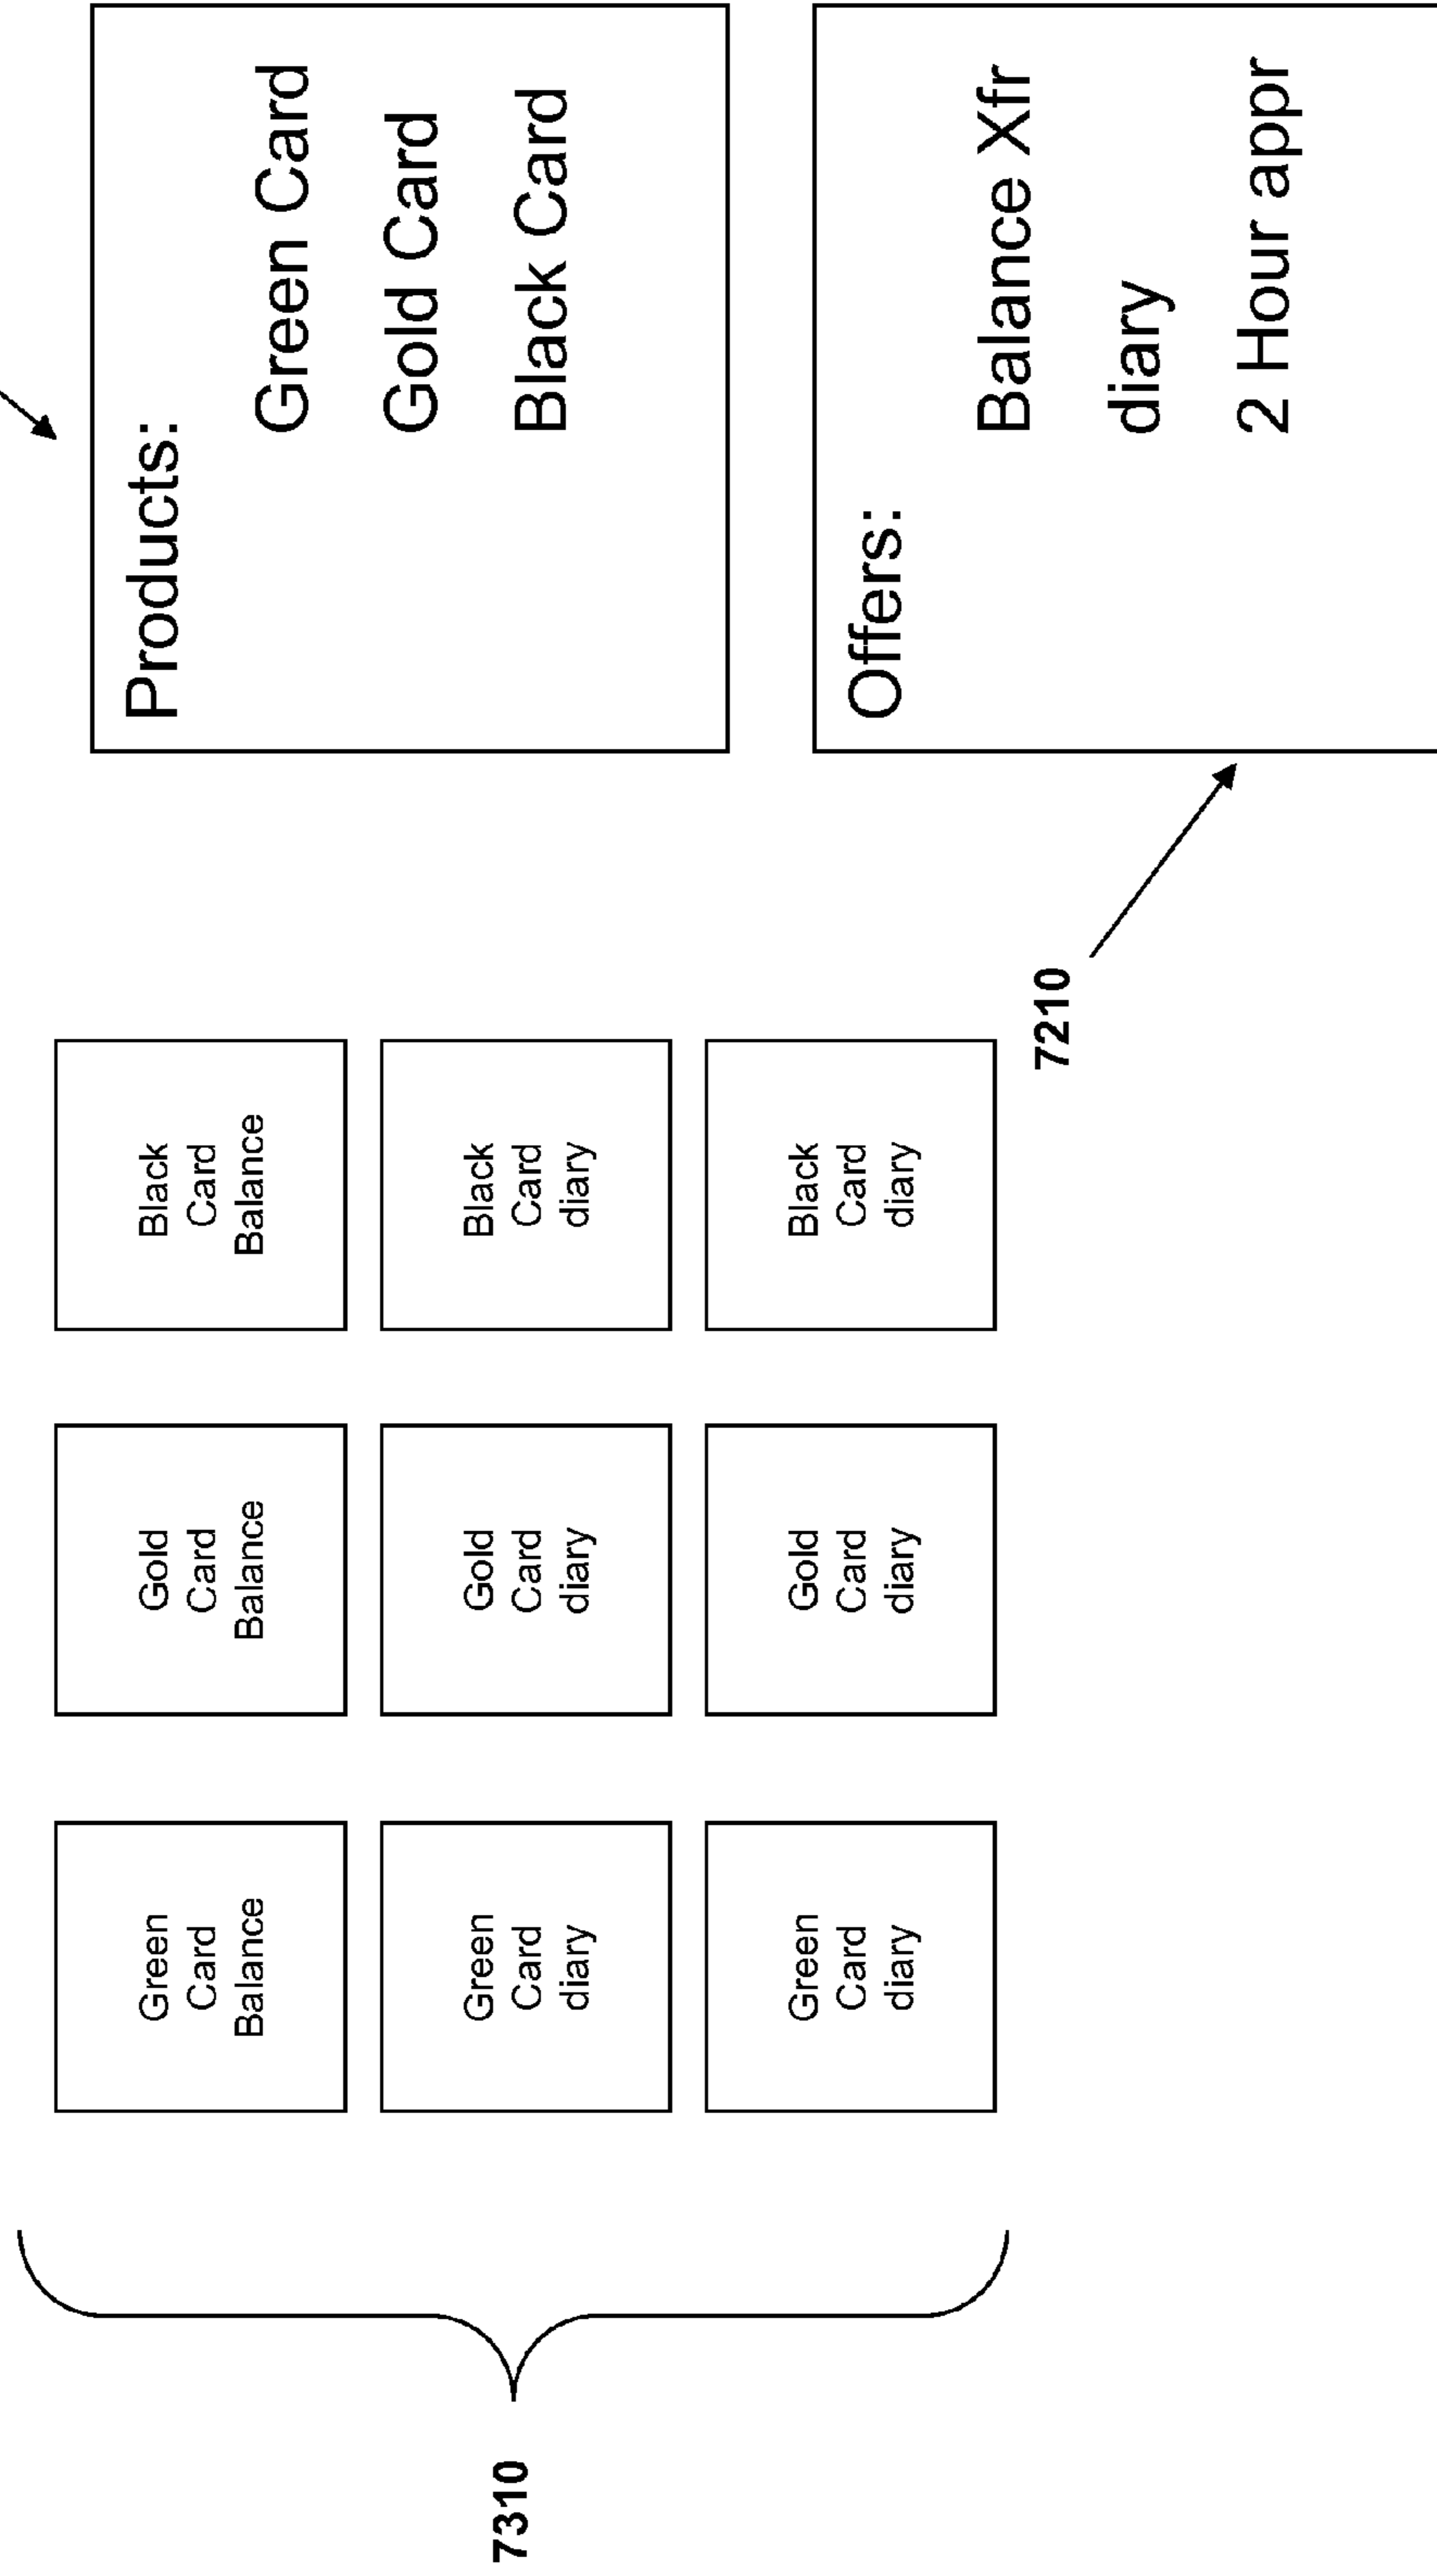 7310
Green
Card
Balance
Gold
Card
Balance
Black
Card
Balance
Green
Card
diary
Gold
Card
diary
Black
Card
diary
Green
Card
diary
Gold
Card
diary
Black
Card
diary
7210
Products:
Green Card
Gold Card
Black Card
Offers:
Balance Xfr
diary
2 Hour appr